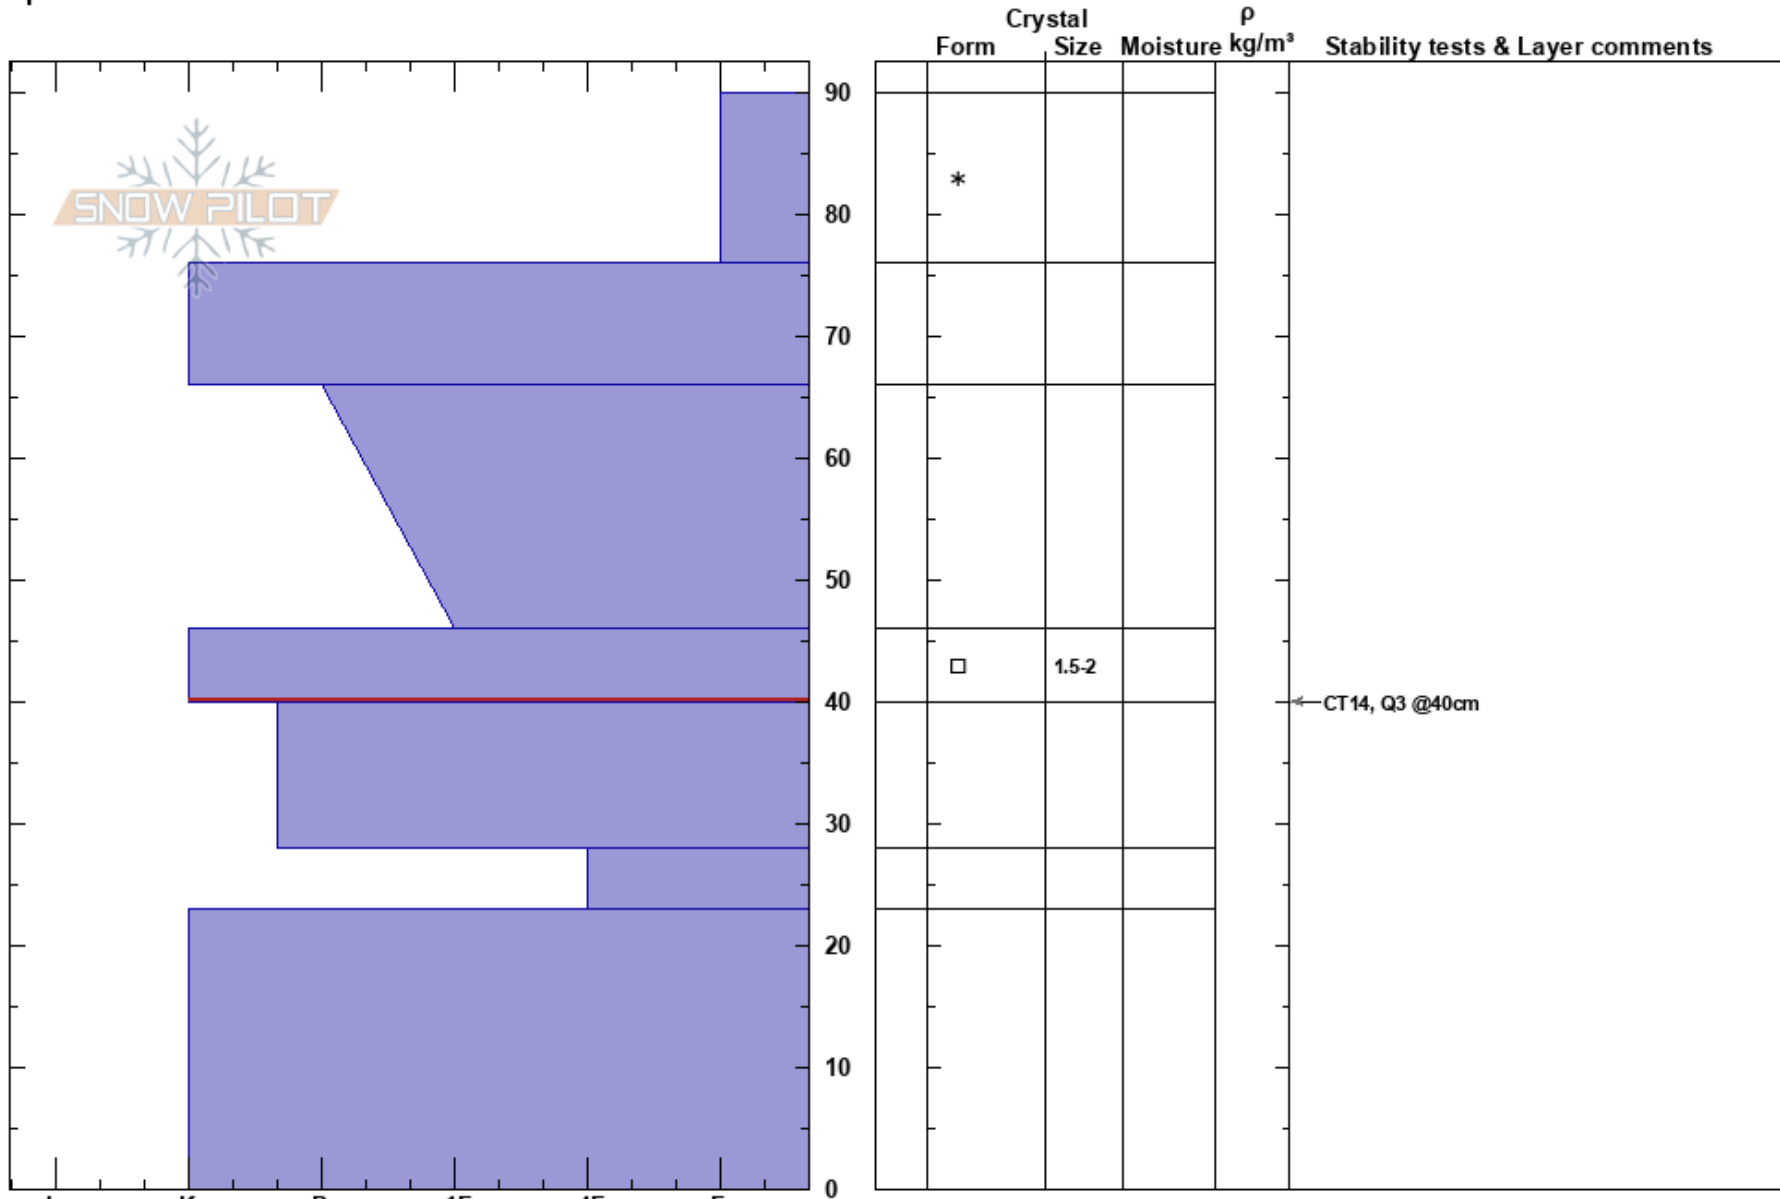 Crystal
ρ
Form Size Moisture kg/m³ Stability tests & Layer comments
90
SNOW PILOT
80
70
60
50
1.5-2
40
CT14, Q3 @40cm
30
20
10
0